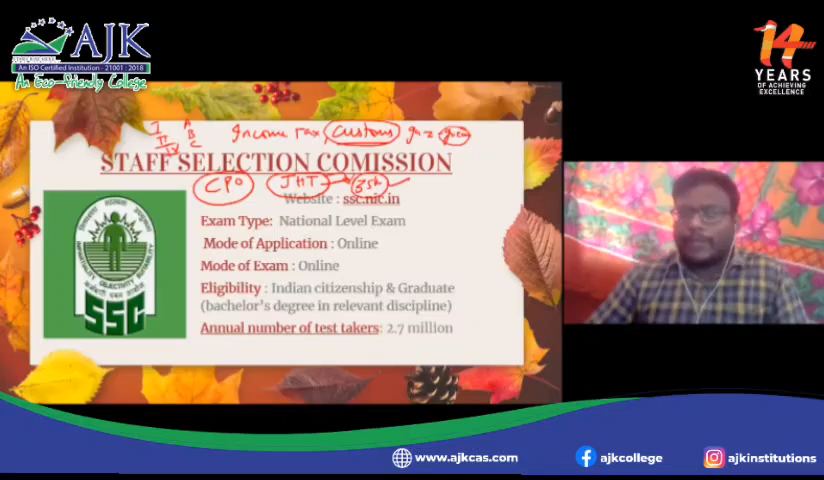 AJK
An ISO Certified Institution - 21001 : 2018
An Eco-friendly College
14
YEARS
OF ACHIEVING
EXCELLENCE
I A
II B
C
Income Tax, Customs
STAFF SELECTION COMISSION
CPO JHT 35k
Website : ssc.nic.in
Exam Type: National Level Exam
Mode of Application : Online
Mode of Exam : Online
Eligibility : Indian citizenship & Graduate
(bachelor's degree in relevant discipline)
Annual number of test takers: 2.7 million
SSC
www.ajkcas.com
ajkcollege
ajkinstitutions